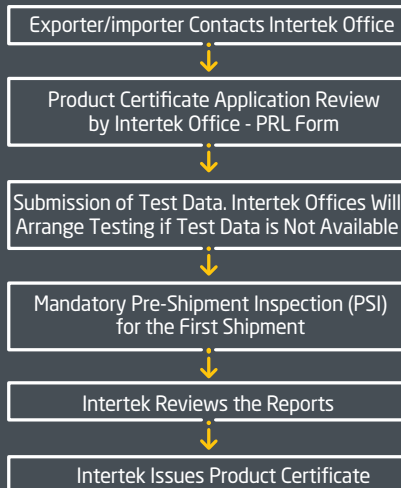 Exporter/importer Contacts Intertek Office
Product Certificate Application Review
by Intertek Office - PRL Form
Submission of Test Data. Intertek Offices Will
Arrange Testing if Test Data is Not Available
Mandatory Pre-Shipment Inspection (PSI)
for the First Shipment
Intertek Reviews the Reports
Intertek Issues Product Certificate